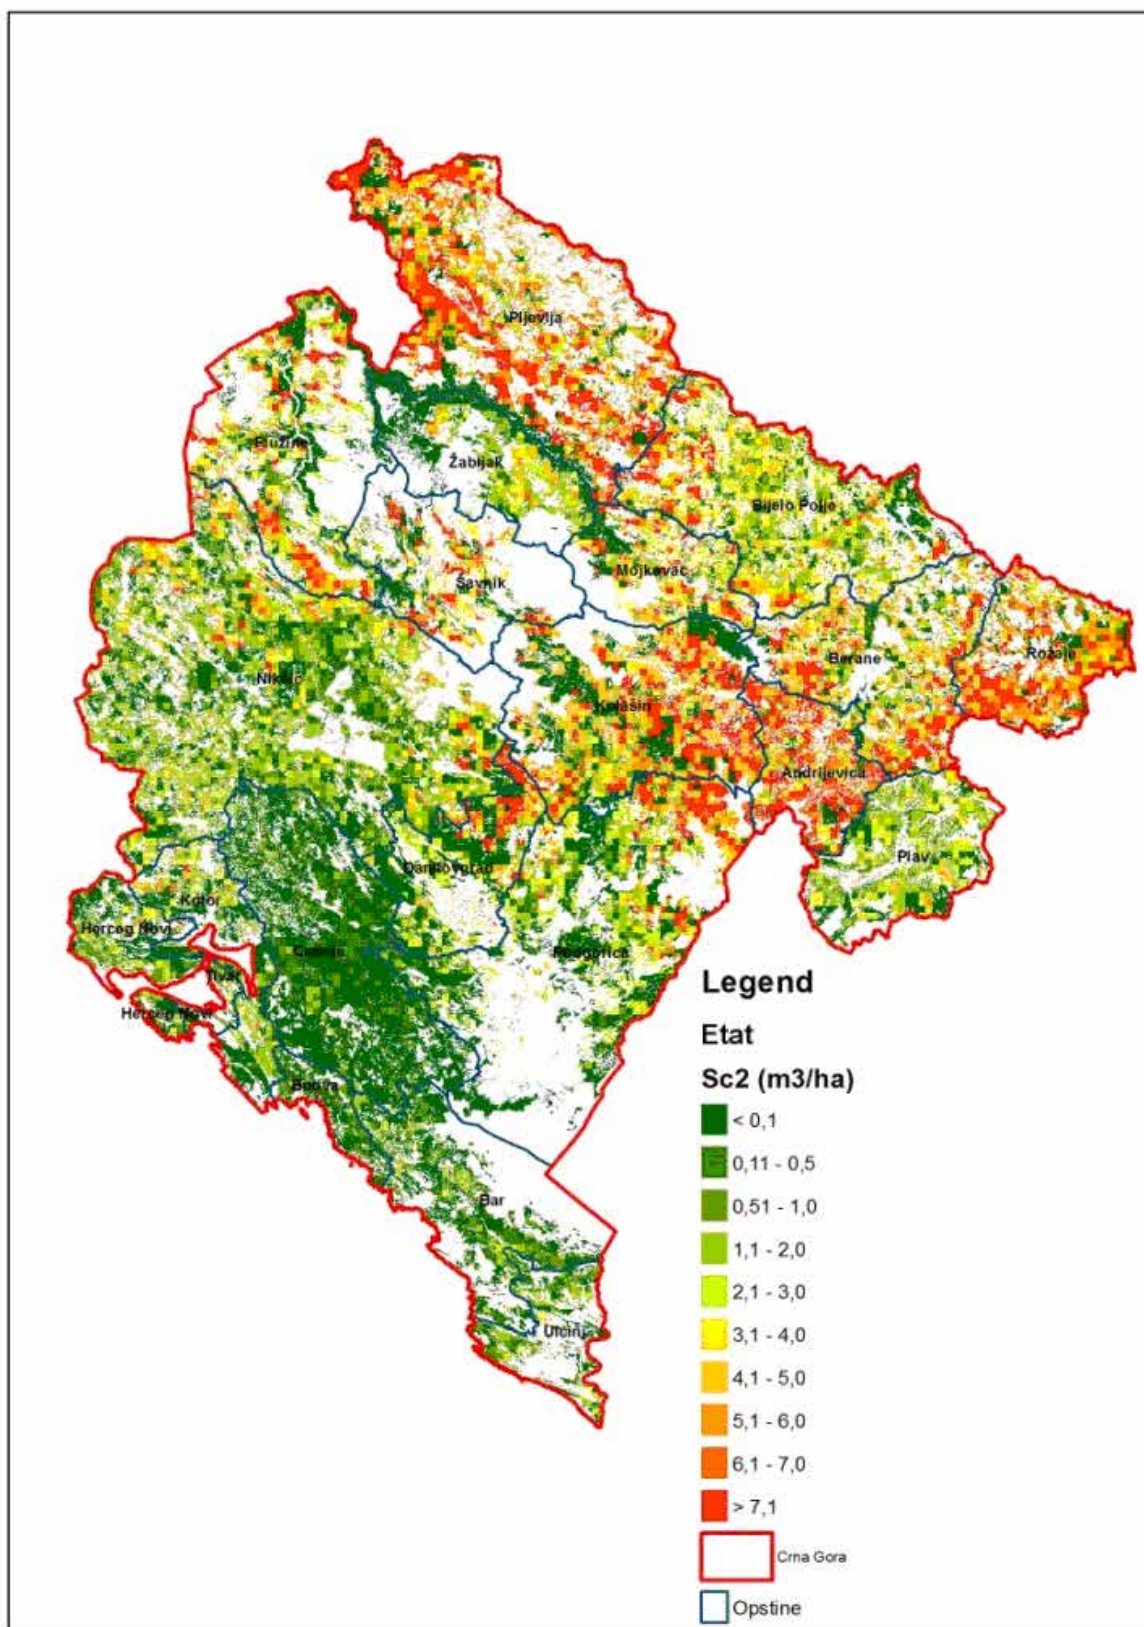 Pljevlja
Plužine
Žabljak
Bijelo Polje
Mojkovac
Šavnik
Berane
Rožaje
Nikšić
Kolašin
Andrijevica
Plav
Danilovgrad
Kotor
Herceg Novi
Cetinje
Podgorica
Tivat
Herceg Novi
Budva
Bar
Ulcinj
Legend
Etat
Sc2 (m3/ha)
< 0,1
0,11 - 0,5
0,51 - 1,0
1,1 - 2,0
2,1 - 3,0
3,1 - 4,0
4,1 - 5,0
5,1 - 6,0
6,1 - 7,0
> 7,1
Crna Gora
Opstine